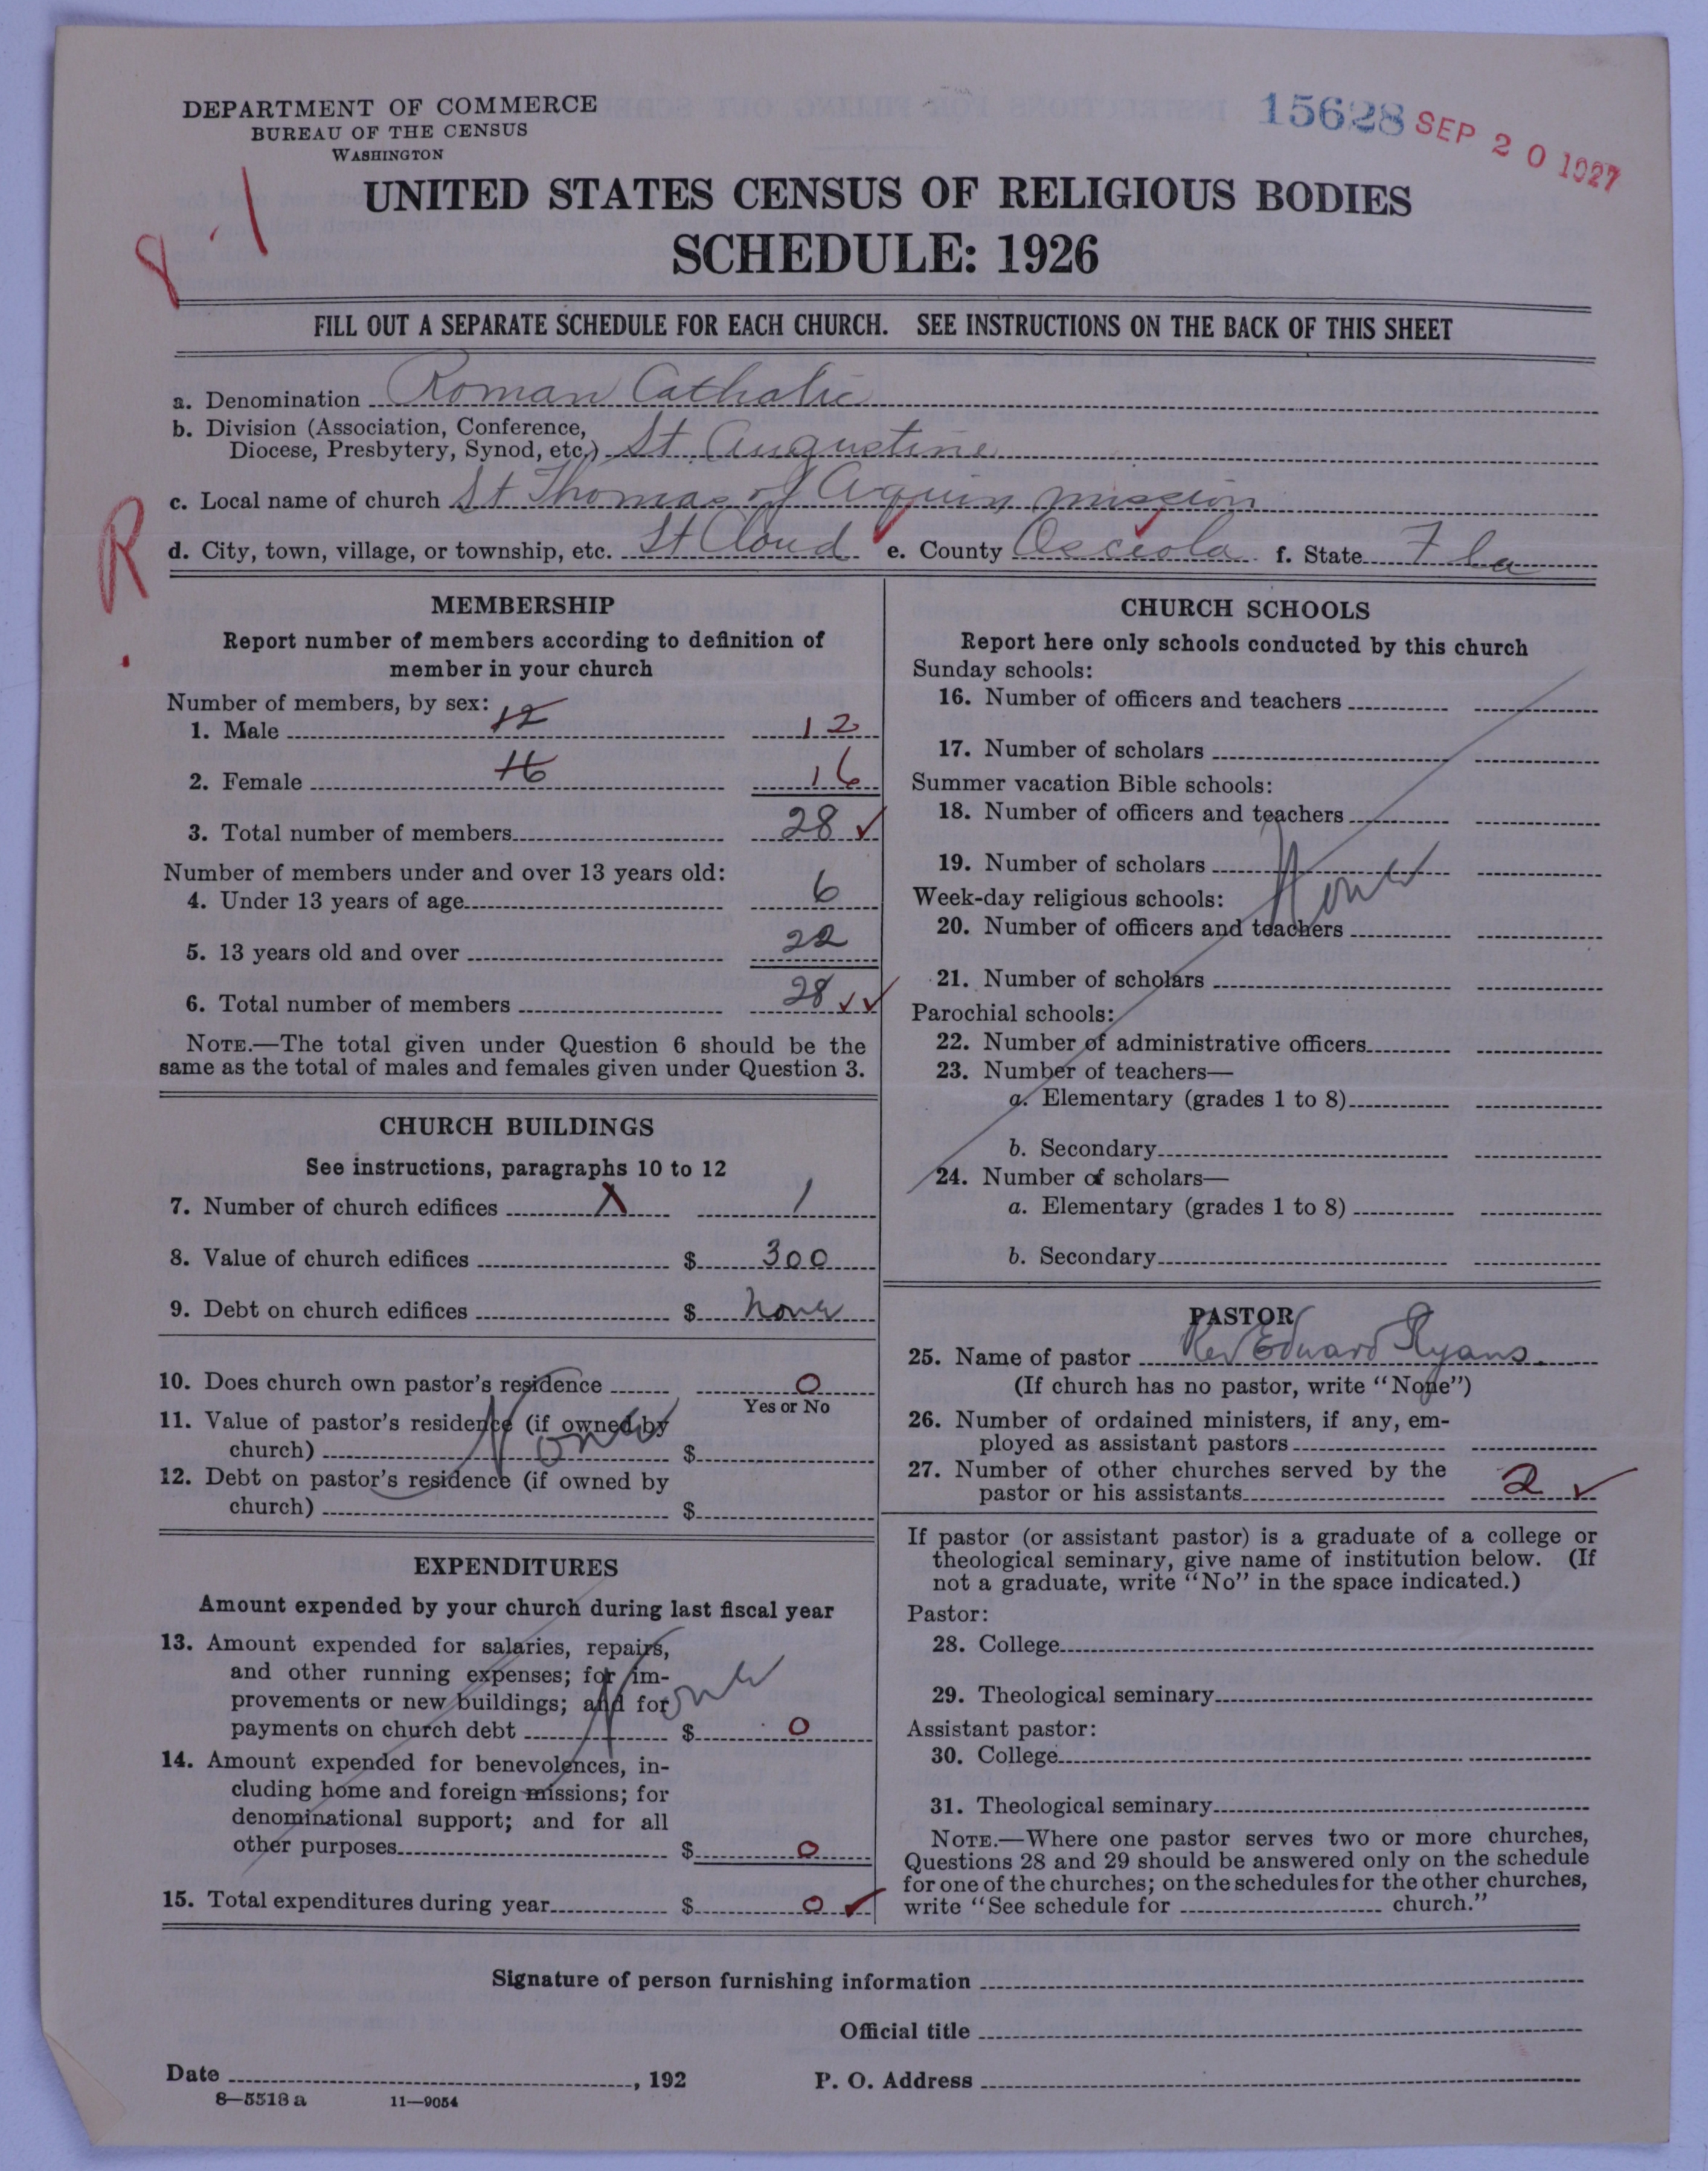 DEPARTMENT OF COMMERCE
BUREAU OF THE CENSUS
WASHINGTON
15628 SEP 20 1927
8.1
UNITED STATES CENSUS OF RELIGIOUS BODIES
SCHEDULE: 1926
FILL OUT A SEPARATE SCHEDULE FOR EACH CHURCH. SEE INSTRUCTIONS ON THE BACK OF THIS SHEET
a. Denomination Roman Catholic
b. Division (Association, Conference,
Diocese, Presbytery, Synod, etc.) St. Augustine
c. Local name of church St Thomas of Aquin mission
R
d. City, town, village, or township, etc. St Cloud e. County Osceola f. State Fla
MEMBERSHIP
Report number of members according to definition of
member in your church
Number of members, by sex:
1. Male 12 12
2. Female 16 16
3. Total number of members 28 ✓
Number of members under and over 13 years old:
4. Under 13 years of age 6
5. 13 years old and over 22
6. Total number of members 28 ✓✓
NOTE.—The total given under Question 6 should be the
same as the total of males and females given under Question 3.
CHURCH BUILDINGS
See instructions, paragraphs 10 to 12
7. Number of church edifices 1 1
8. Value of church edifices $ 300
9. Debt on church edifices $ none
10. Does church own pastor's residence 0
Yes or No
11. Value of pastor's residence (if owned by
church) None $
12. Debt on pastor's residence (if owned by
church) $
EXPENDITURES
Amount expended by your church during last fiscal year
13. Amount expended for salaries, repairs,
and other running expenses; for im-
provements or new buildings; and for None
payments on church debt $ 0
14. Amount expended for benevolences, in-
cluding home and foreign missions; for
denominational support; and for all
other purposes $ 0
15. Total expenditures during year $ 0 ✓
CHURCH SCHOOLS
Report here only schools conducted by this church
Sunday schools:
16. Number of officers and teachers
17. Number of scholars
Summer vacation Bible schools:
18. Number of officers and teachers
19. Number of scholars None
Week-day religious schools:
20. Number of officers and teachers
21. Number of scholars
Parochial schools:
22. Number of administrative officers
23. Number of teachers—
a. Elementary (grades 1 to 8)
b. Secondary
24. Number of scholars—
a. Elementary (grades 1 to 8)
b. Secondary
PASTOR
25. Name of pastor Rev Edward Ryans.
(If church has no pastor, write "None")
26. Number of ordained ministers, if any, em-
ployed as assistant pastors
27. Number of other churches served by the
pastor or his assistants 2 ✓
If pastor (or assistant pastor) is a graduate of a college or
theological seminary, give name of institution below. (If
not a graduate, write "No" in the space indicated.)
Pastor:
28. College
29. Theological seminary
Assistant pastor:
30. College
31. Theological seminary
NOTE.—Where one pastor serves two or more churches,
Questions 28 and 29 should be answered only on the schedule
for one of the churches; on the schedules for the other churches,
write "See schedule for church."
Signature of person furnishing information
Official title
Date , 192 P. O. Address
8—5518 a 11—9054